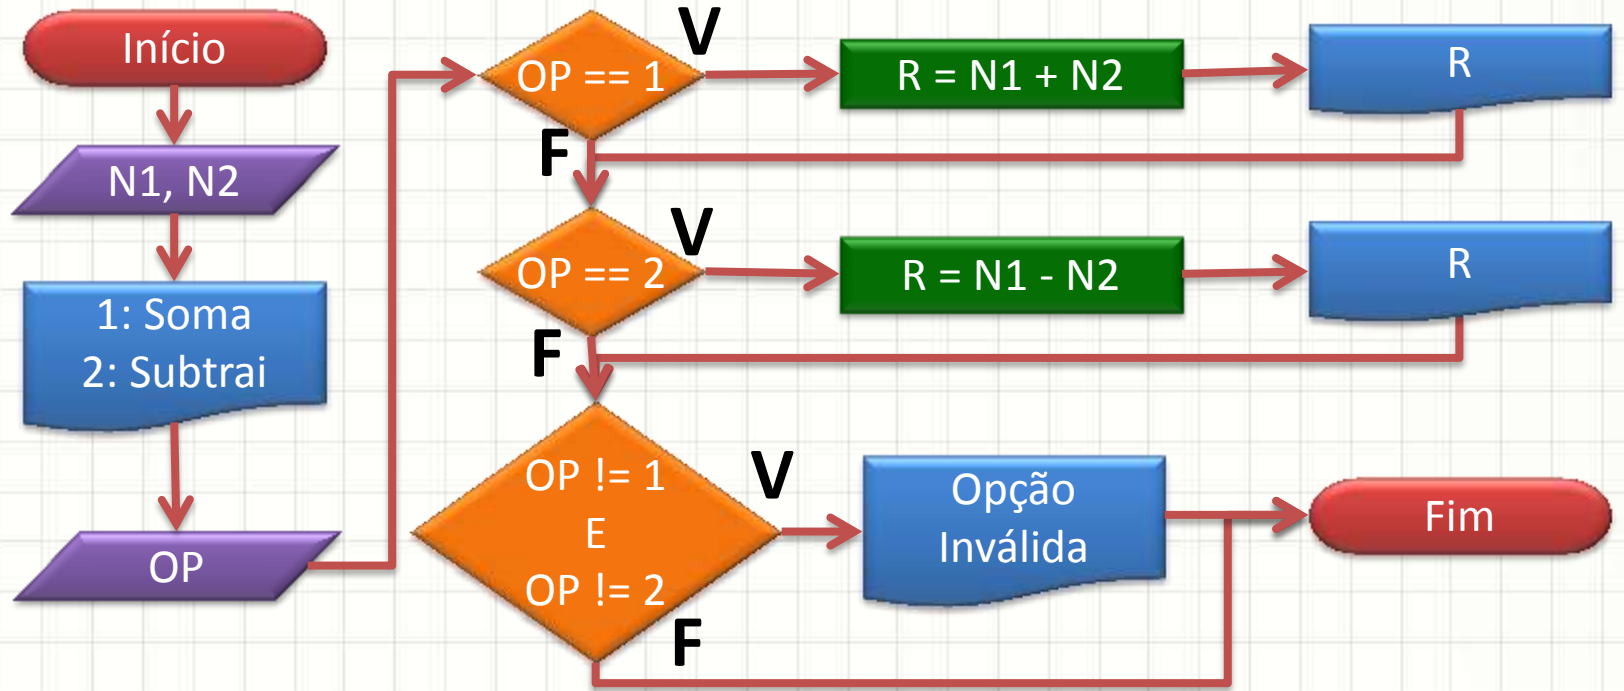 Início
N1, N2
1: Soma
2: Subtrai
OP
OP == 1
V
F
R = N1 + N2
R
OP == 2
V
F
R = N1 - N2
R
OP != 1
E
OP != 2
V
F
Opção
Inválida
Fim